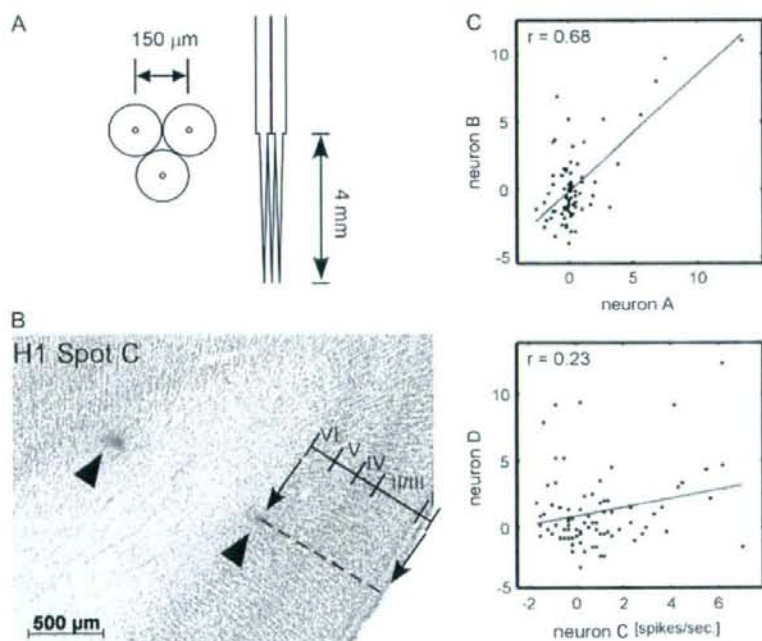 A
150 µm
4 mm
B
H1 Spot C
VI
V
IV
II/III
500 µm
C
r = 0.68
10
5
0
-5
neuron B
0
5
10
neuron A
r = 0.23
10
5
0
-5
neuron D
-2
0
2
4
6
neuron C [spikes/sec.]